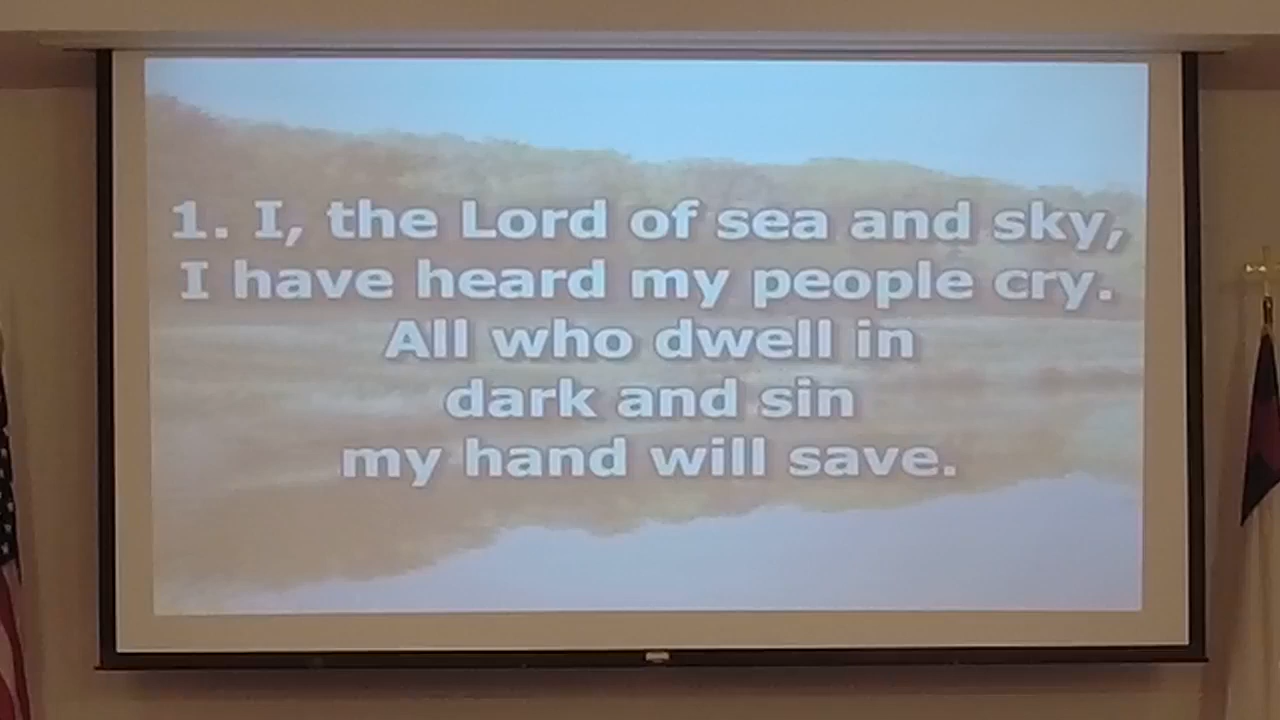 1. I, the Lord of sea and sky,
I have heard my people cry.
All who dwell in
dark and sin
my hand will save.